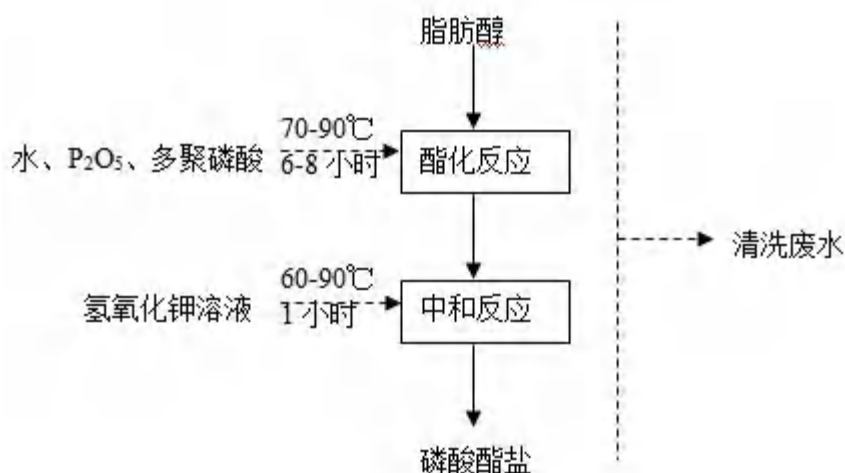 脂肪醇
70-90℃
水、P₂O₅、多聚磷酸
6-8 小时
酯化反应
清洗废水
60-90℃
氢氧化钾溶液
1 小时
中和反应
磷酸酯盐